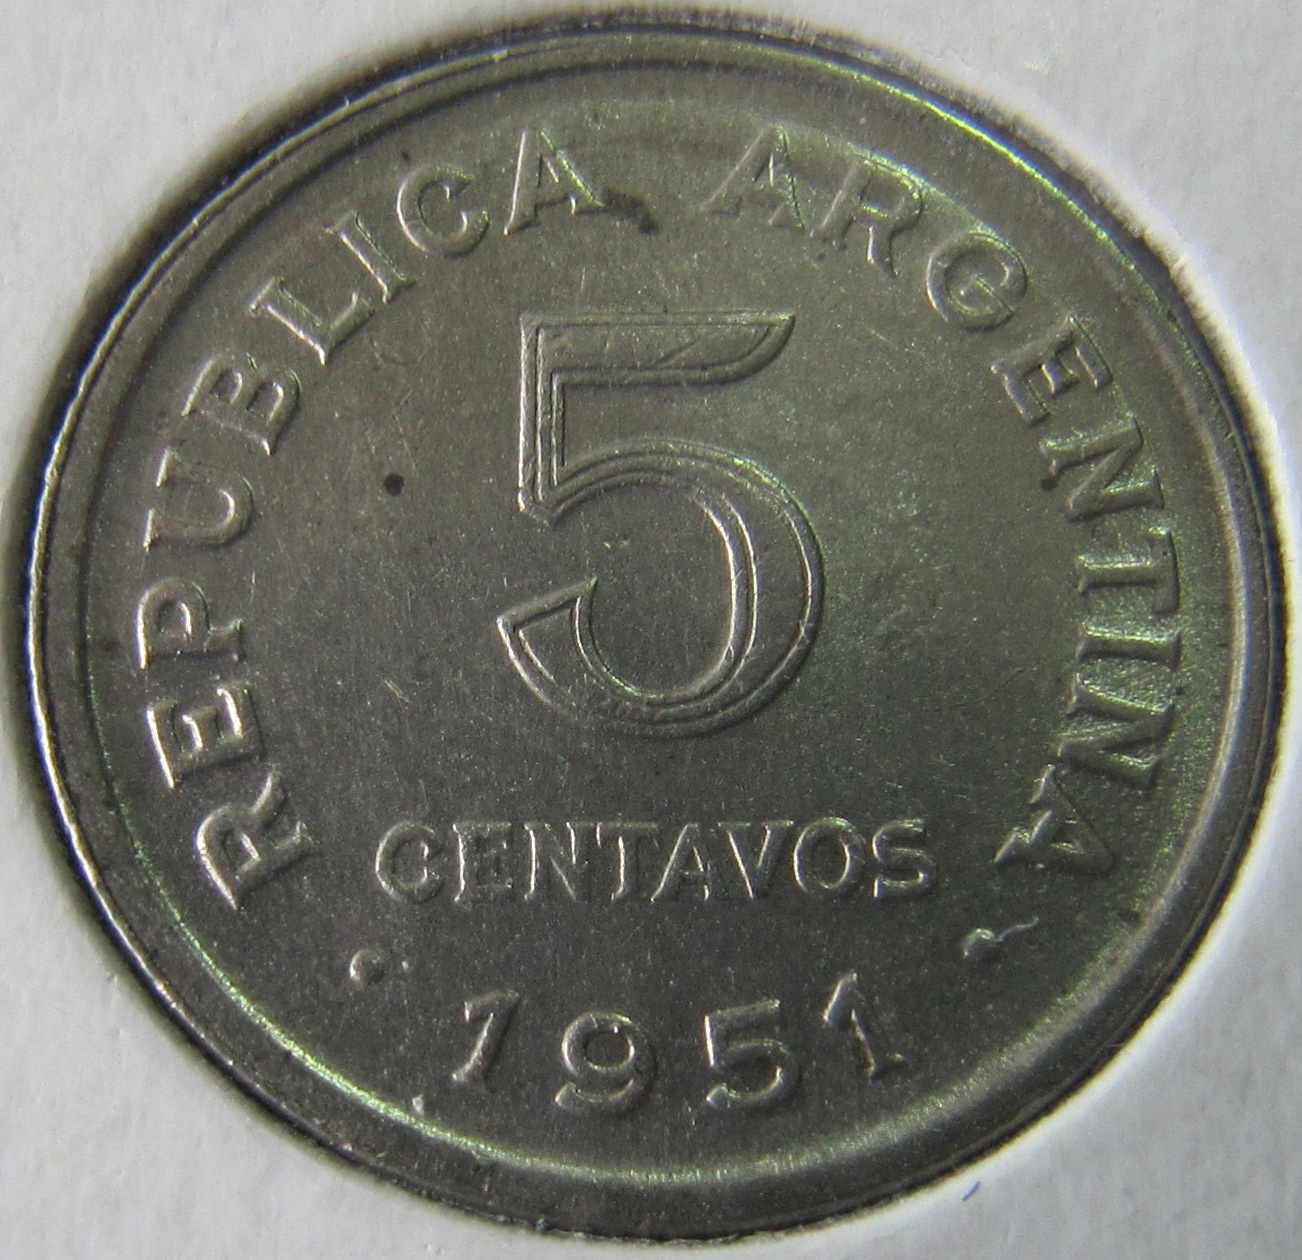 REPUBLICA ARGENTINA
5
CENTAVOS
• 1951 •